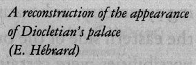 A reconstruction of the appearance
of Diocletian's palace
(E. Hébrard)